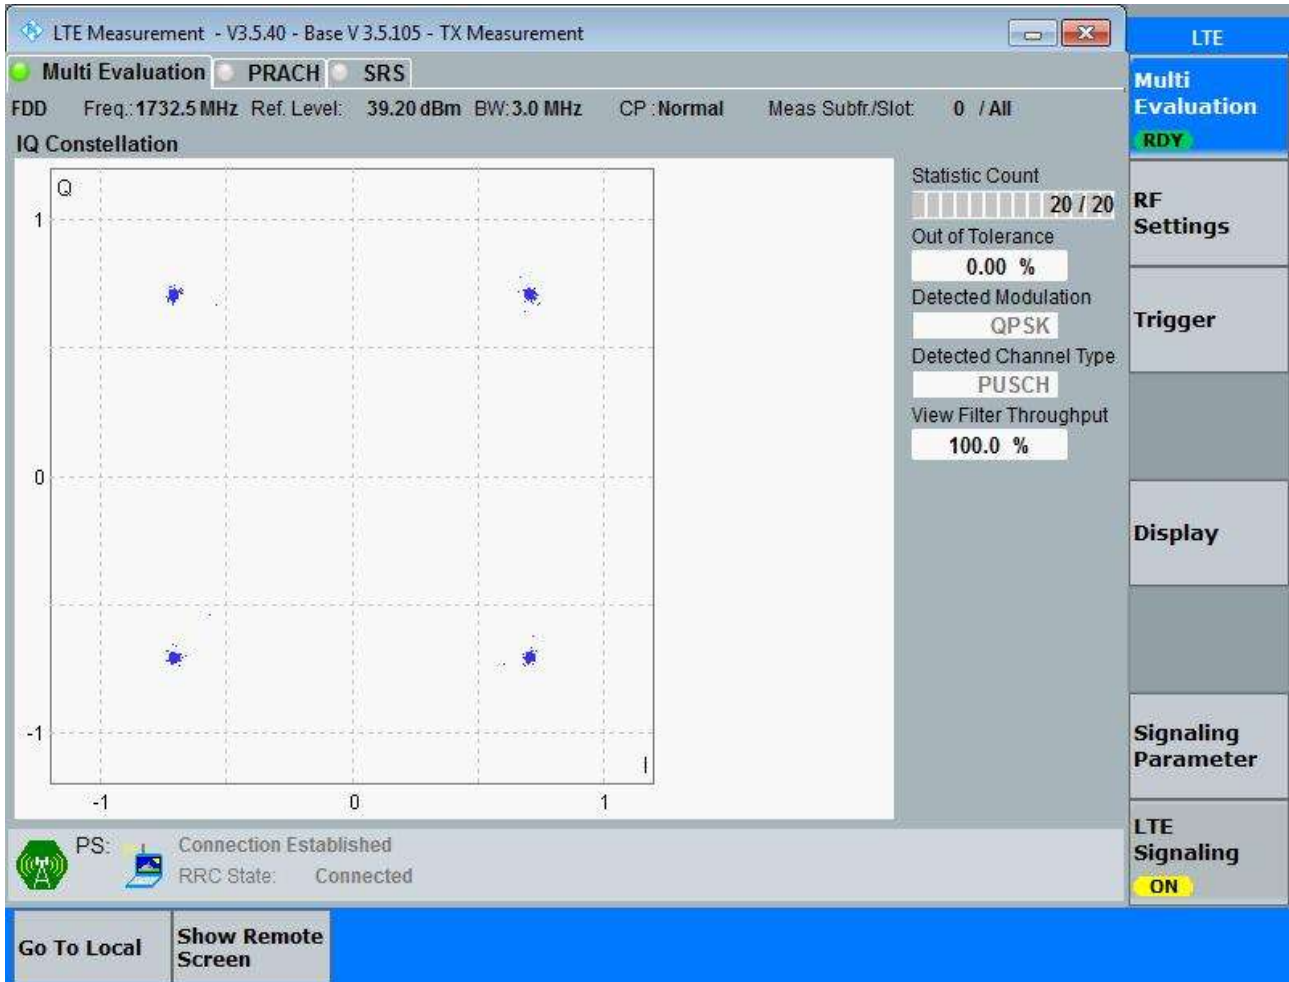 LTE Measurement - V3.5.40 - Base V 3.5.105 - TX Measurement
Multi Evaluation PRACH SRS
FDD Freq.: 1732.5 MHz Ref. Level: 39.20 dBm BW: 3.0 MHz CP : Normal Meas Subfr./Slot: 0 / All
IQ Constellation
Q
1
0
-1
-1 0 1
I
Statistic Count
20 / 20
Out of Tolerance
0.00 %
Detected Modulation
QPSK
Detected Channel Type
PUSCH
View Filter Throughput
100.0 %
PS: Connection Established
RRC State: Connected
LTE
Multi
Evaluation
RDY
RF
Settings
Trigger
Display
Signaling
Parameter
LTE
Signaling
ON
Go To Local
Show Remote
Screen